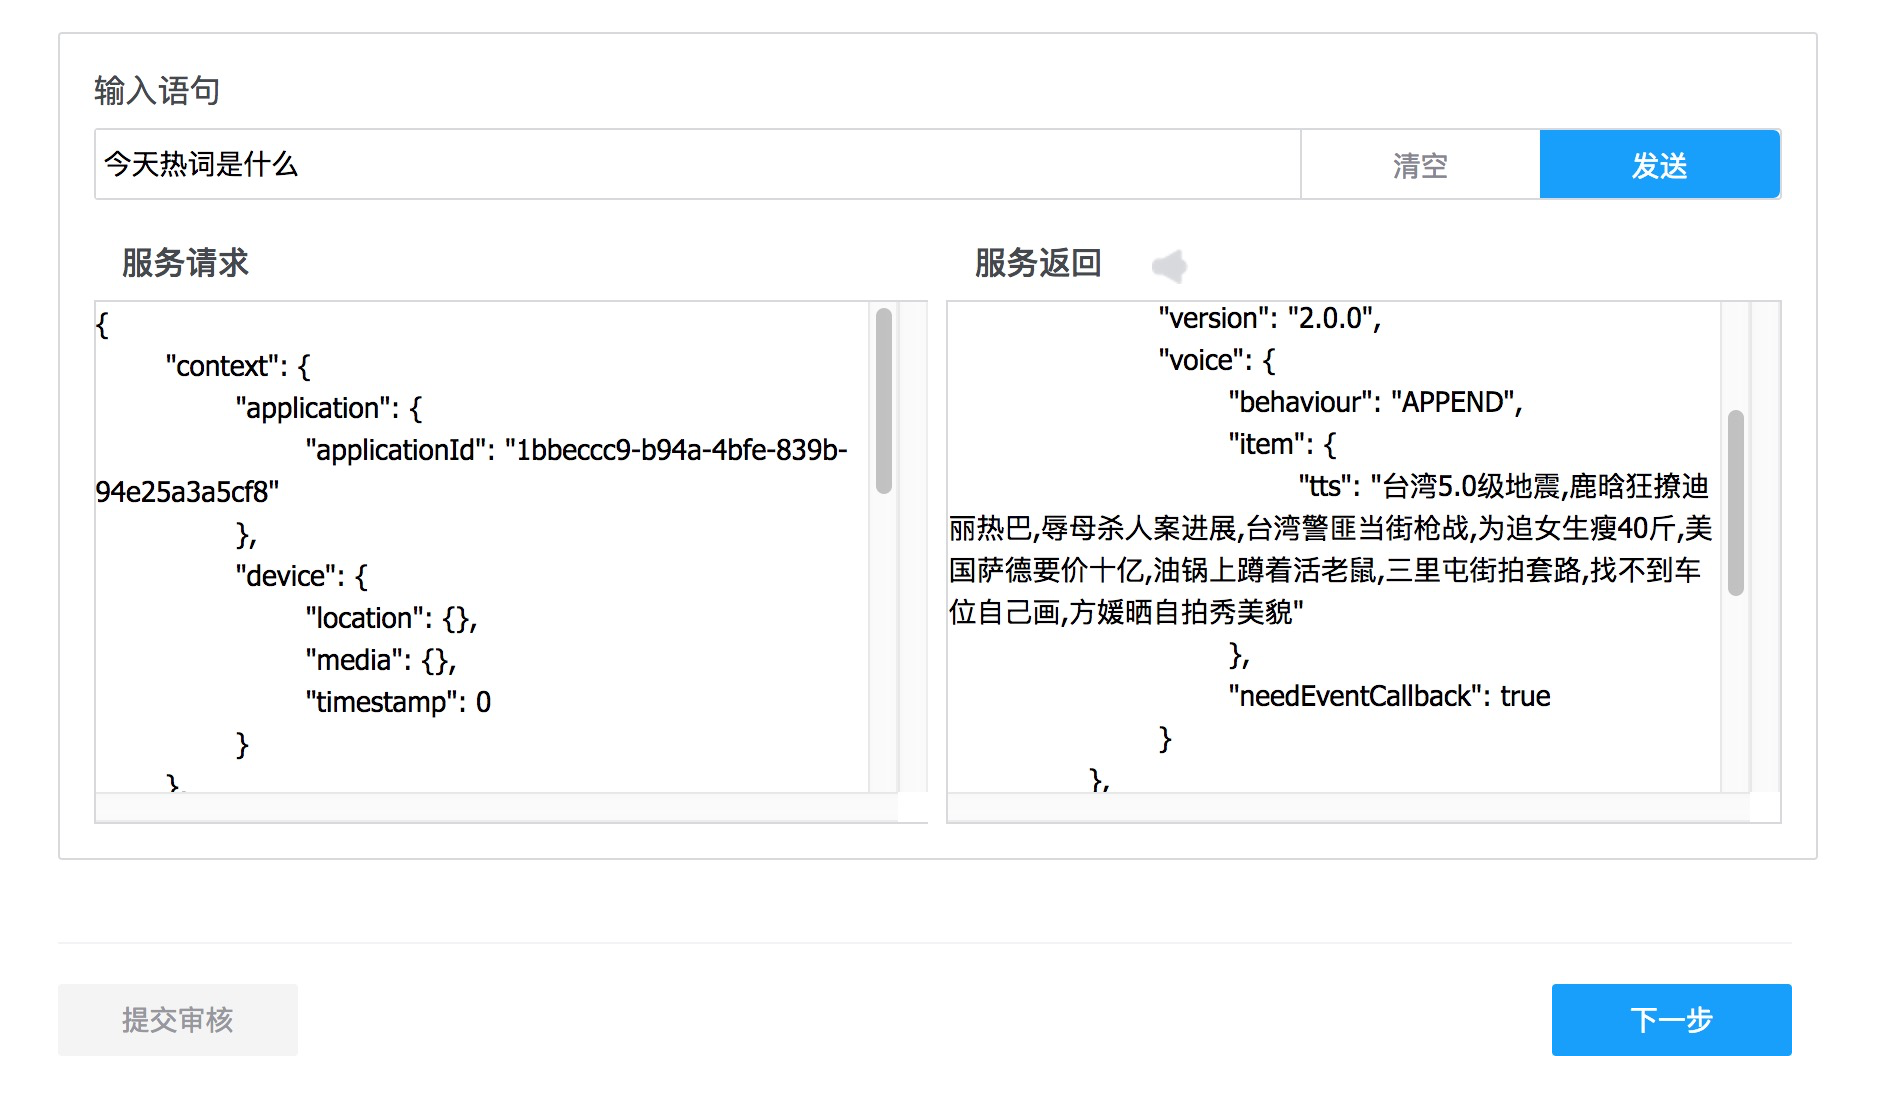 输入语句
今天热词是什么
清空
发送
服务请求
{
"context": {
"application": {
"applicationId": "1bbeccc9-b94a-4bfe-839b-
94e25a3a5cf8"
},
"device": {
"location": {},
"media": {},
"timestamp": 0
}
},
服务返回
"version": "2.0.0",
"voice": {
"behaviour": "APPEND",
"item": {
"tts": "台湾5.0级地震,鹿晗狂撩迪
丽热巴,辱母杀人案进展,台湾警匪当街枪战,为追女生瘦40斤,美
国萨德要价十亿,油锅上蹲着活老鼠,三里屯街拍套路,找不到车
位自己画,方媛晒自拍秀美貌"
},
"needEventCallback": true
}
},
提交审核
下一步